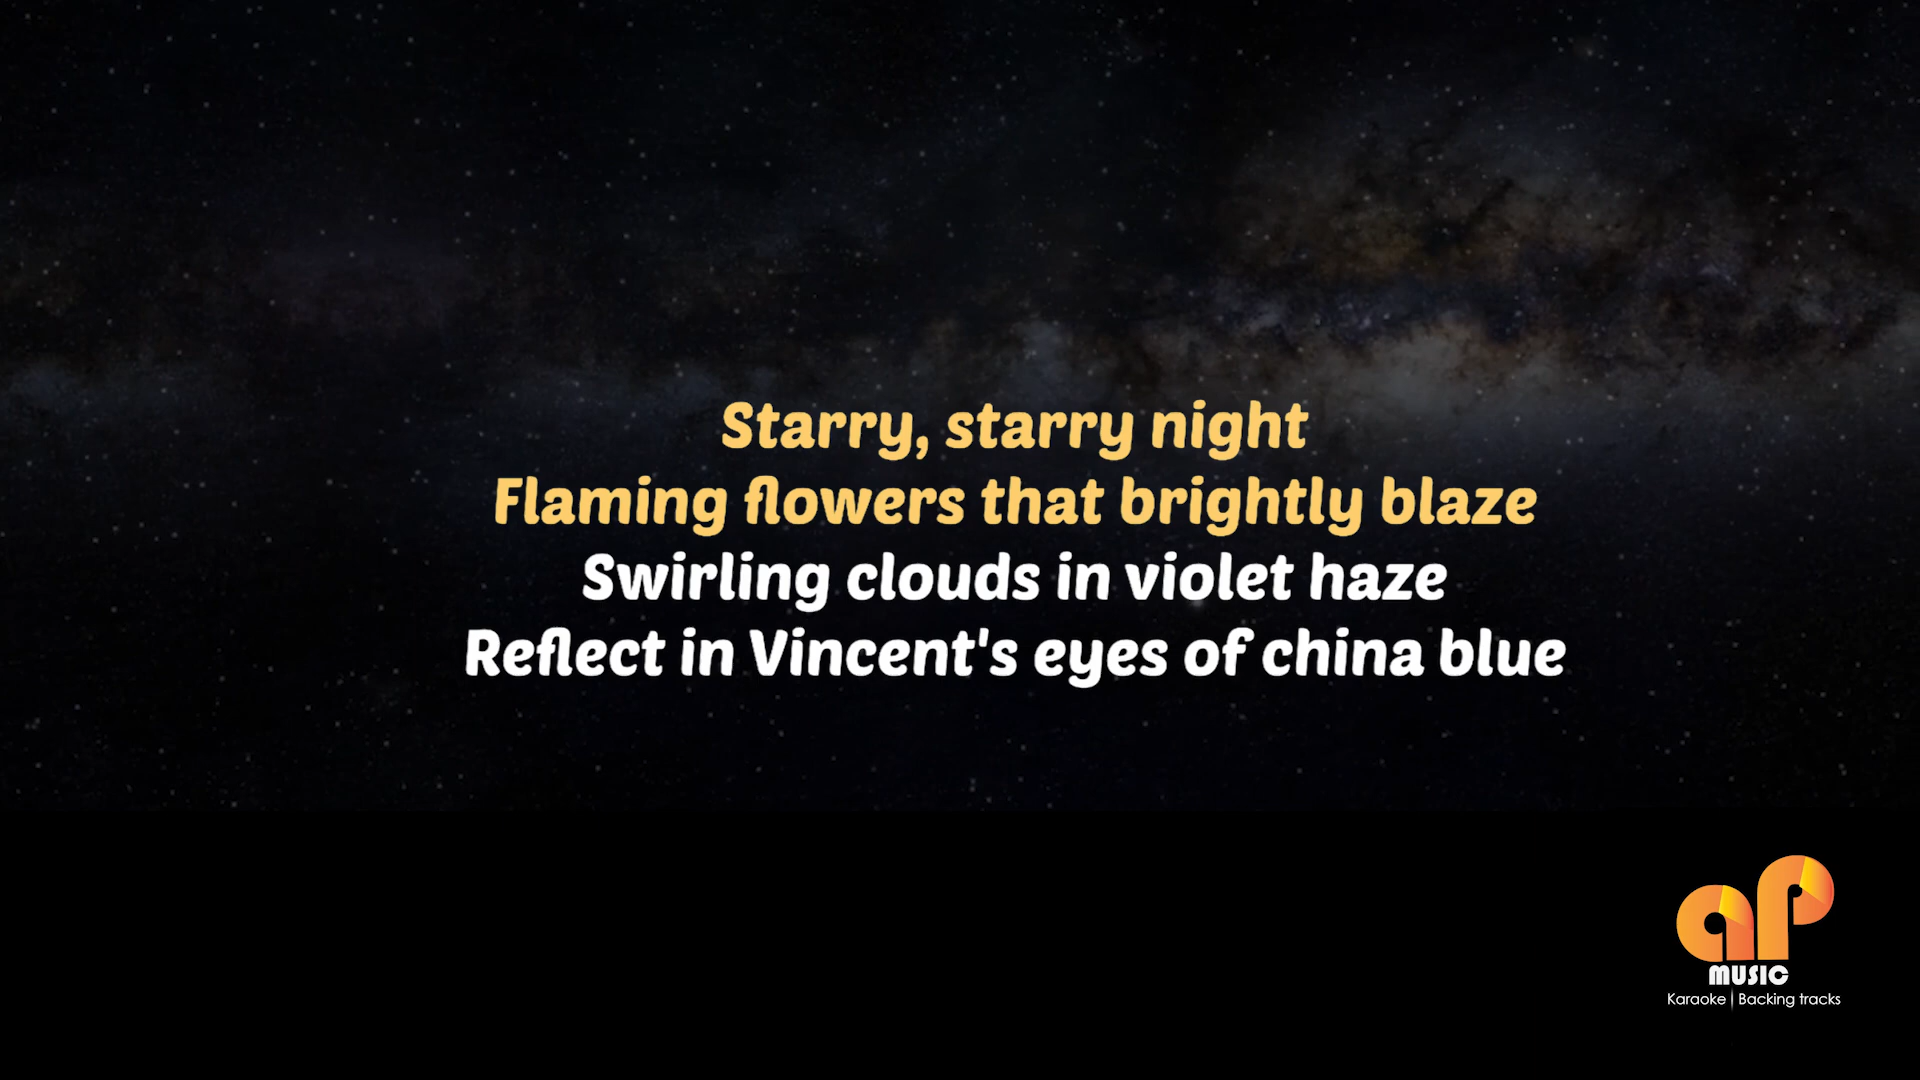 Starry, starry night
Flaming flowers that brightly blaze
Swirling clouds in violet haze
Reflect in Vincent's eyes of china blue
aP
MUSIC
Karaoke | Backing tracks